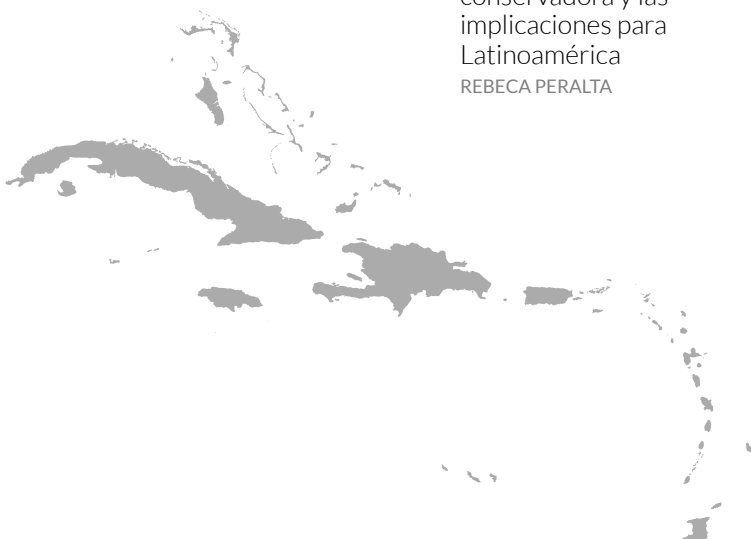 conservadora y las
implicaciones para
Latinoamérica
REBECA PERALTA